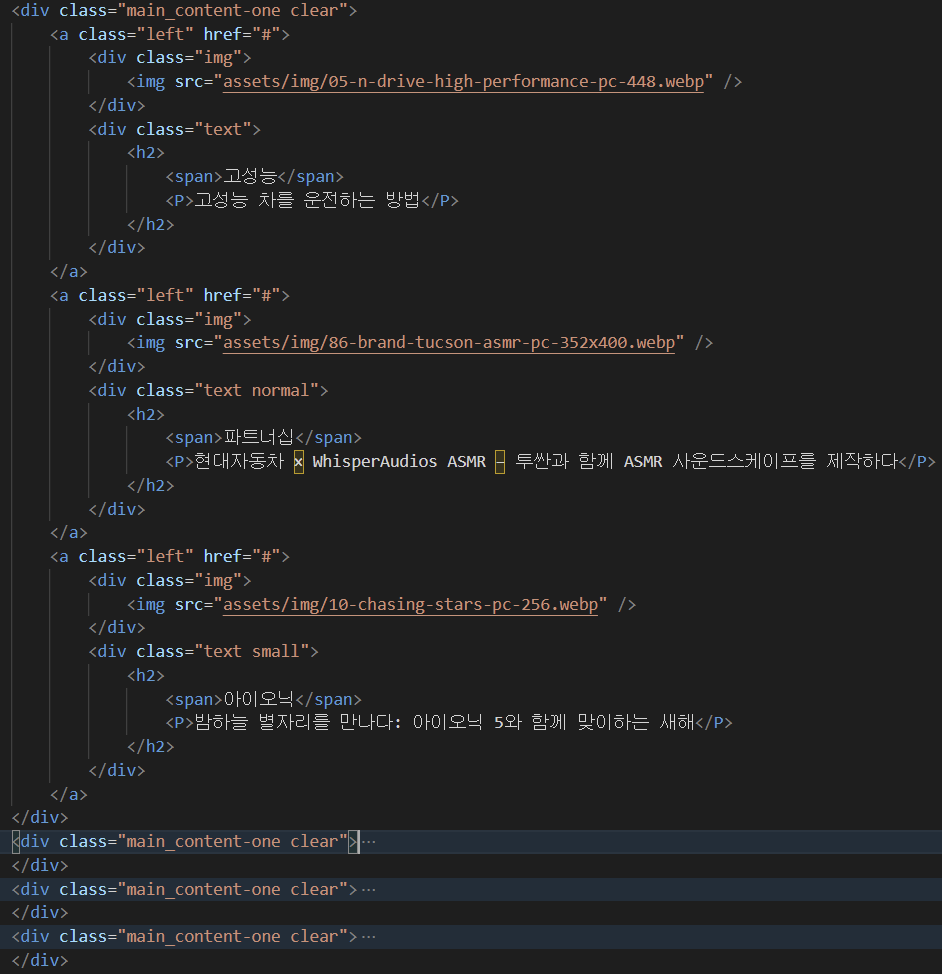 <div class="main_content-one clear">
<a class="left" href="#">
<div class="img">
<img src="assets/img/05-n-drive-high-performance-pc-448.webp" />
</div>
<div class="text">
<h2>
<span>고성능</span>
<P>고성능 차를 운전하는 방법</P>
</h2>
</div>
</a>
<a class="left" href="#">
<div class="img">
<img src="assets/img/86-brand-tucson-asmr-pc-352x400.webp" />
</div>
<div class="text normal">
<h2>
<span>파트너십</span>
<P>현대자동차 × WhisperAudios ASMR – 투싼과 함께 ASMR 사운드스케이프를 제작하다</P>
</h2>
</div>
</a>
<a class="left" href="#">
<div class="img">
<img src="assets/img/10-chasing-stars-pc-256.webp" />
</div>
<div class="text small">
<h2>
<span>아이오닉</span>
<P>밤하늘 별자리를 만나다: 아이오닉 5와 함께 맞이하는 새해</P>
</h2>
</div>
</a>
</div>
<div class="main_content-one clear">···
</div>
<div class="main_content-one clear">···
</div>
<div class="main_content-one clear">···
</div>